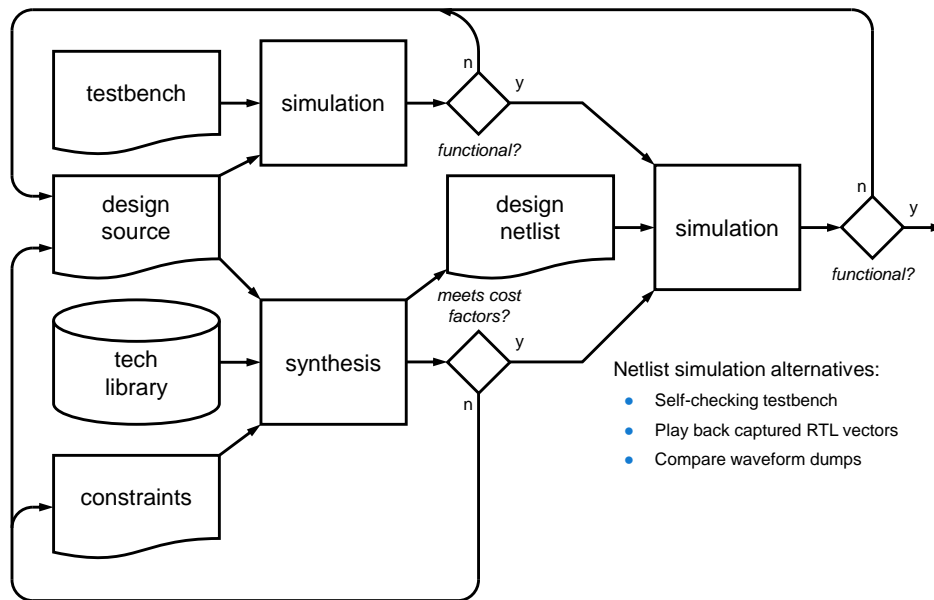 n
n
y
testbench
simulation
functional?
design
source
design
netlist
simulation
y
functional?
meets cost
factors?
y
tech
library
synthesis
n
Netlist simulation alternatives:
Self-checking testbench
Play back captured RTL vectors
Compare waveform dumps
constraints